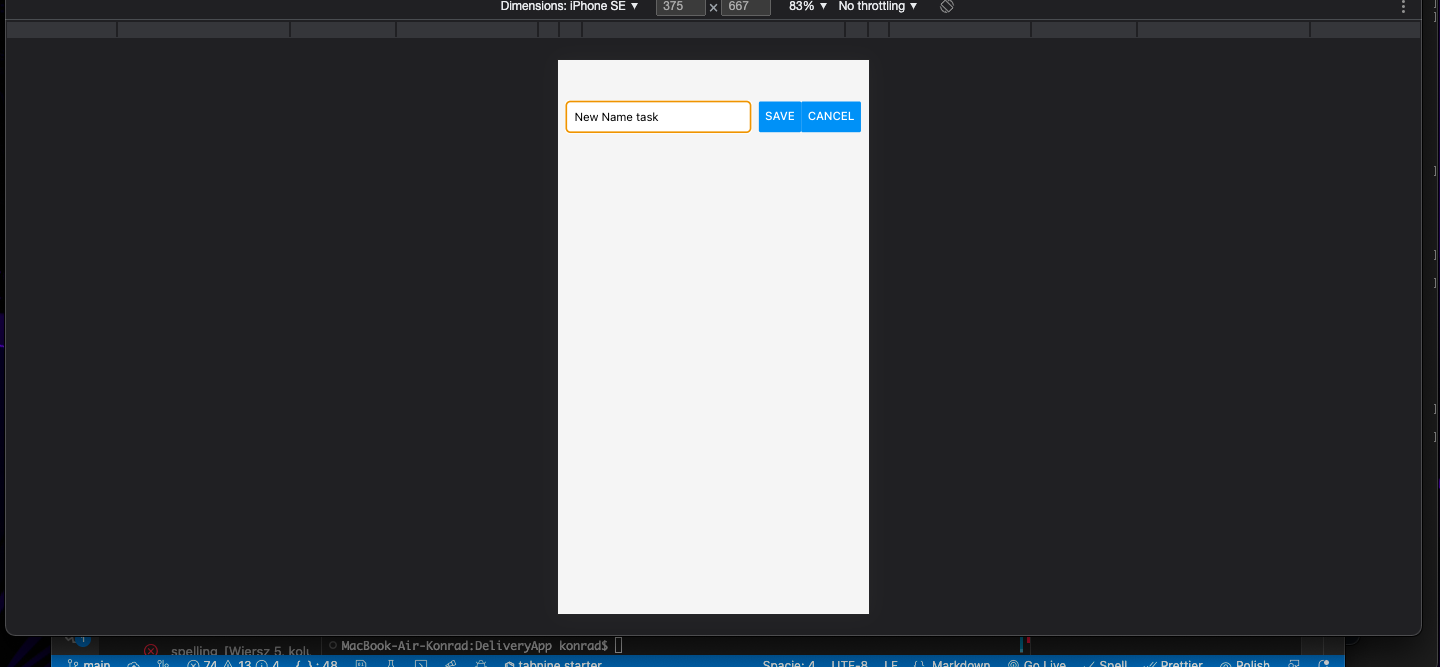 Dimensions: iPhone SE ▼ 375 × 667 83% ▼ No throttling ▼
New Name task SAVE CANCEL
1
spelling [Wiersz 5, kolu MacBook-Air-Konrad:DeliveryApp konrad$
main 74 13 4 { } : 48 tabnine starter Spacje: 4 UTF-8 LF { } Markdown Go Live Spell Prettier Polish